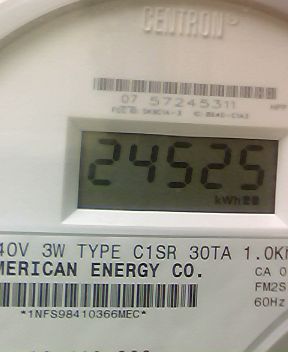 CENTRON
07 57245311
24525
kWh
40V 3W TYPE C1SR 30TA 1.0K
MERICAN ENERGY CO.
CA 0
FM2S
60Hz
*1NFS98410366MEC*